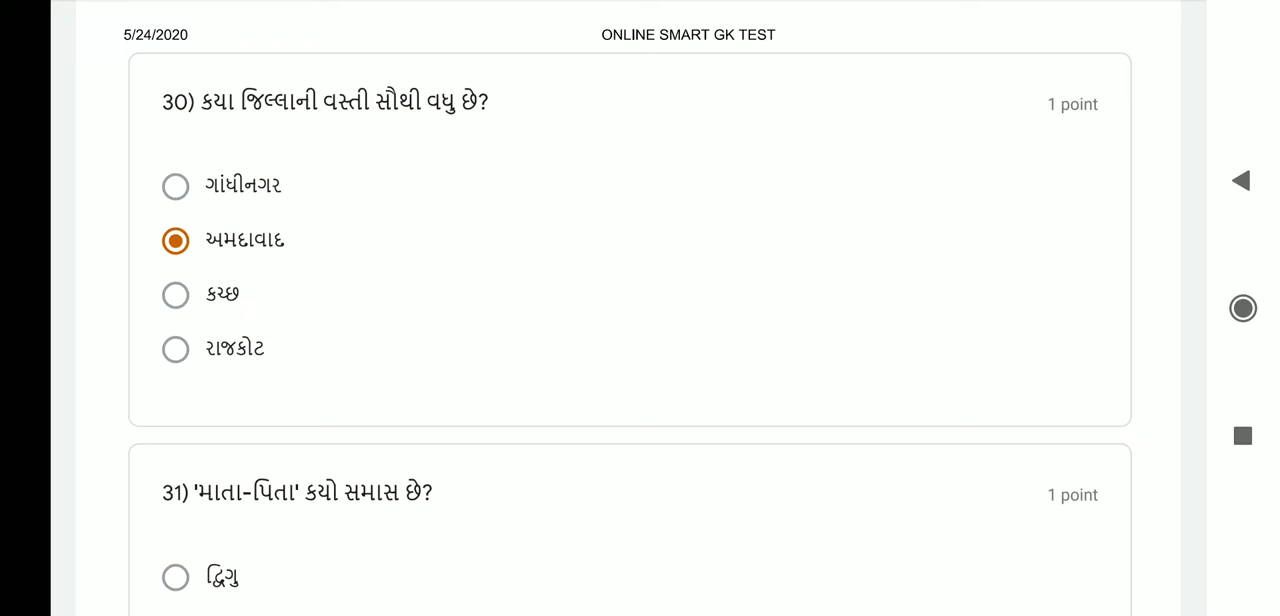 5/24/2020 ONLINE SMART GK TEST
30) કયા જિલ્લાની વસ્તી સૌથી વધુ છે? 1 point
ગાંધીનગર
અમદાવાદ
કચ્છ
રાજકોટ
31) 'માતા-પિતા' કયો સમાસ છે? 1 point
દ્વિગુ